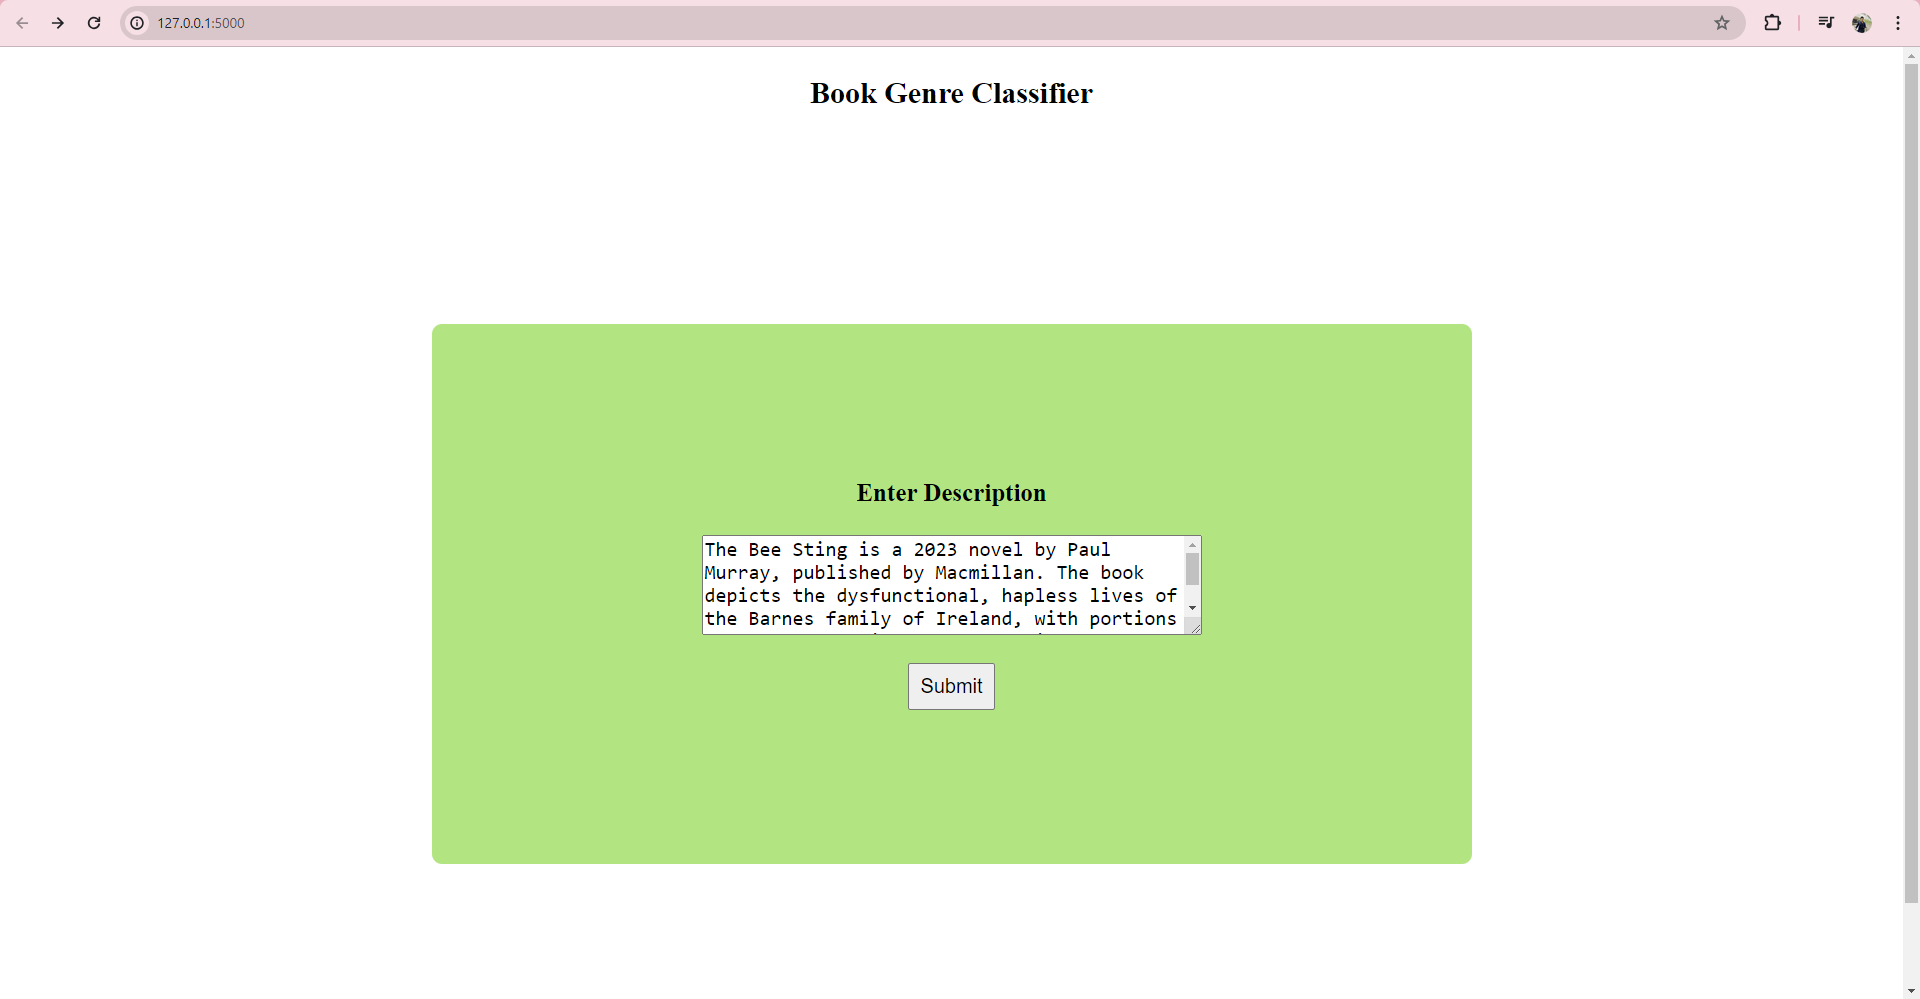 127.0.0.1:5000
Book Genre Classifier
Enter Description
The Bee Sting is a 2023 novel by Paul
Murray, published by Macmillan. The book
depicts the dysfunctional, hapless lives of
the Barnes family of Ireland, with portions
Submit